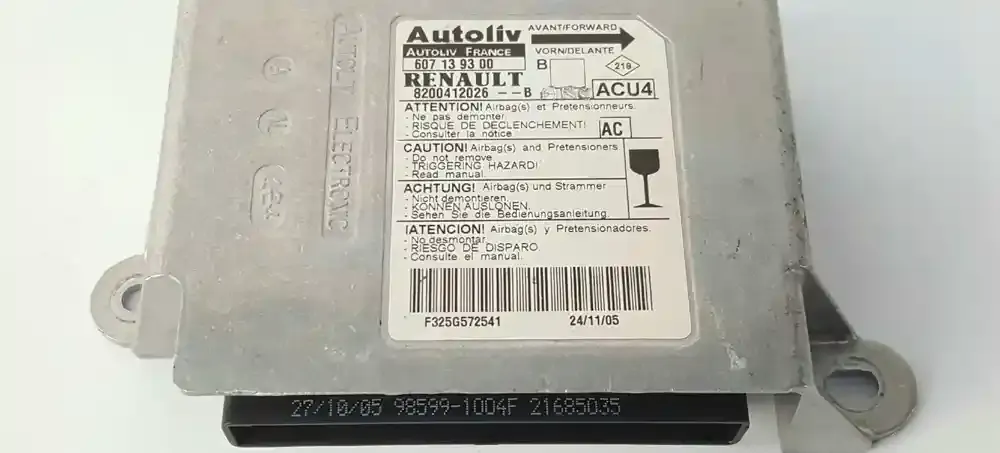 Autoliv
AVANT/FORWARD
AUTOLIV FRANCE
VORN/DELANTE
607 13 93 00
B
218
RENAULT
8200412026 --B
ACU4
ATTENTION! Airbag(s) et Pretensionneurs.
- Ne pas demonter.
- RISQUE DE DECLENCHEMENT!
- Consulter la notice
AC
CAUTION! Airbag(s) and Pretensioners
- Do not remove
- TRIGGERING HAZARD!
- Read manual.
ACHTUNG! Airbag(s) und Strammer
- Nicht demontieren.
- KONNEN AUSLONEN.
- Sehen Sie die Bedienungsanleitung.
¡ATENCION! Airbag(s) y Pretensionadores.
- No desmontar
- RIESGO DE DISPARO.
- Consulte el manual.
F325G572541
24/11/05
27/10/05 98599-1004F 21685035